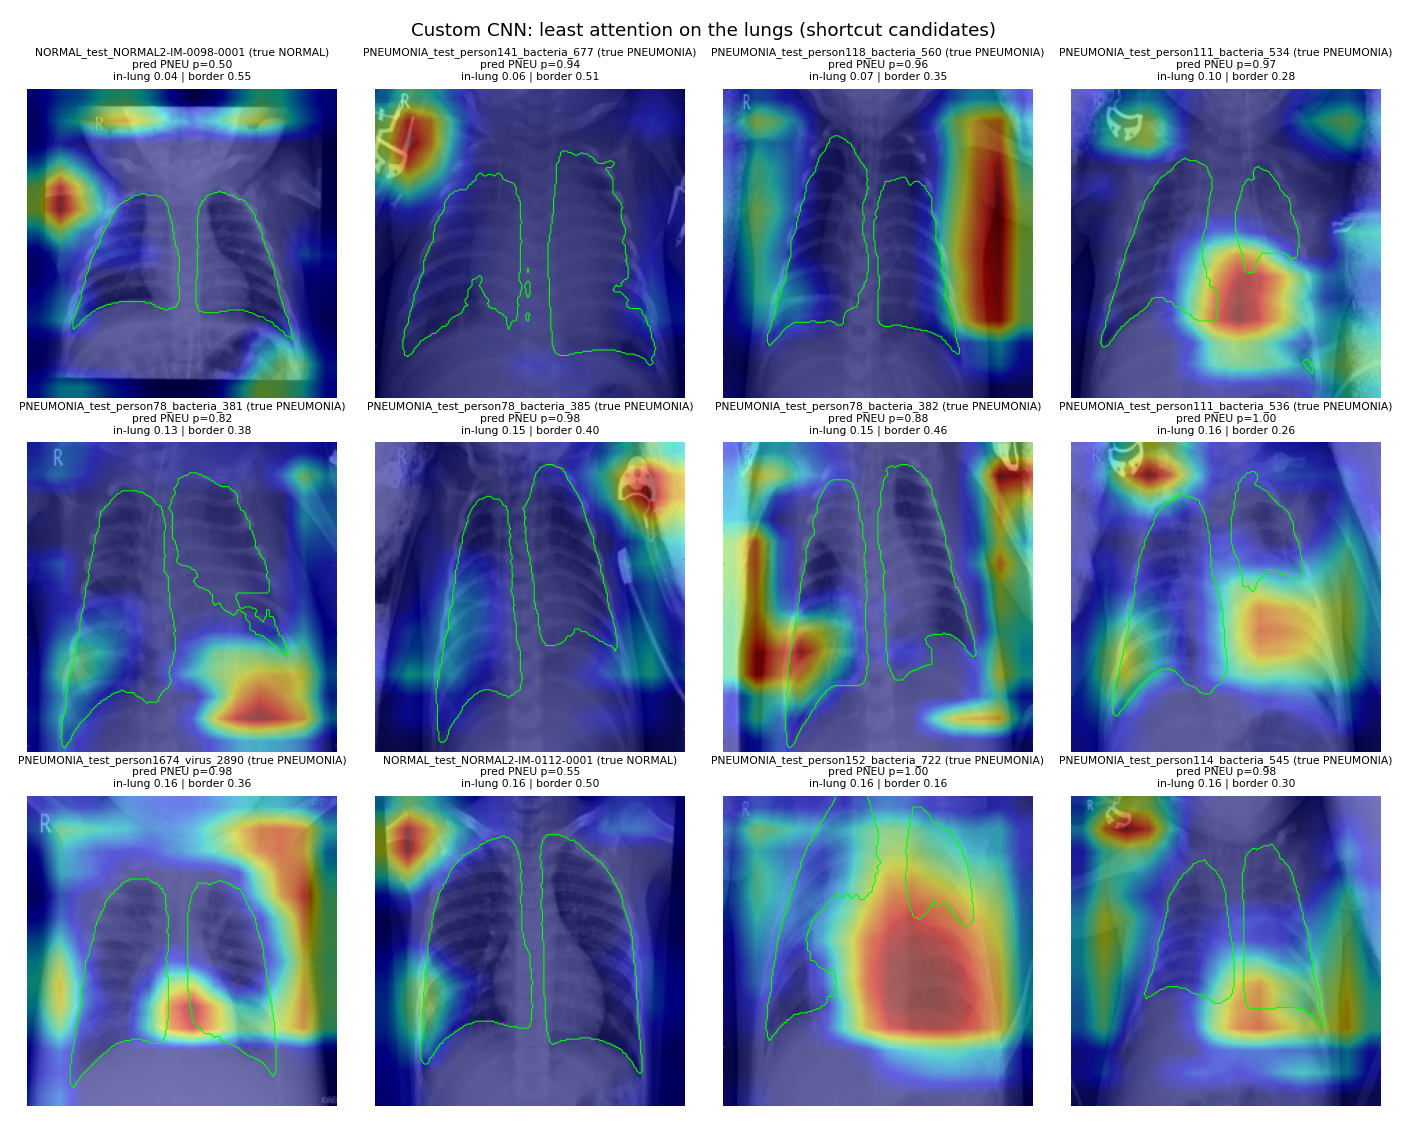 Custom CNN: least attention on the lungs (shortcut candidates)
NORMAL_test_NORMAL2-IM-0098-0001 (true NORMAL)
pred PNEU p=0.50
in-lung 0.04 | border 0.55
R
PNEUMONIA_test_person141_bacteria_677 (true PNEUMONIA)
pred PNEU p=0.94
in-lung 0.06 | border 0.51
R
PNEUMONIA_test_person118_bacteria_560 (true PNEUMONIA)
pred PNEU p=0.96
in-lung 0.07 | border 0.35
R
PNEUMONIA_test_person111_bacteria_534 (true PNEUMONIA)
pred PNEU p=0.97
in-lung 0.10 | border 0.28
R
PNEUMONIA_test_person78_bacteria_381 (true PNEUMONIA)
pred PNEU p=0.82
in-lung 0.13 | border 0.38
R
PNEUMONIA_test_person78_bacteria_385 (true PNEUMONIA)
pred PNEU p=0.98
in-lung 0.15 | border 0.40
R
PNEUMONIA_test_person78_bacteria_382 (true PNEUMONIA)
pred PNEU p=0.88
in-lung 0.15 | border 0.46
R
PNEUMONIA_test_person111_bacteria_536 (true PNEUMONIA)
pred PNEU p=1.00
in-lung 0.16 | border 0.26
R
PNEUMONIA_test_person1674_virus_2890 (true PNEUMONIA)
pred PNEU p=0.98
in-lung 0.16 | border 0.36
R
NORMAL_test_NORMAL2-IM-0112-0001 (true NORMAL)
pred PNEU p=0.55
in-lung 0.16 | border 0.50
PNEUMONIA_test_person152_bacteria_722 (true PNEUMONIA)
pred PNEU p=1.00
in-lung 0.16 | border 0.16
R
PNEUMONIA_test_person114_bacteria_545 (true PNEUMONIA)
pred PNEU p=0.98
in-lung 0.16 | border 0.30
R